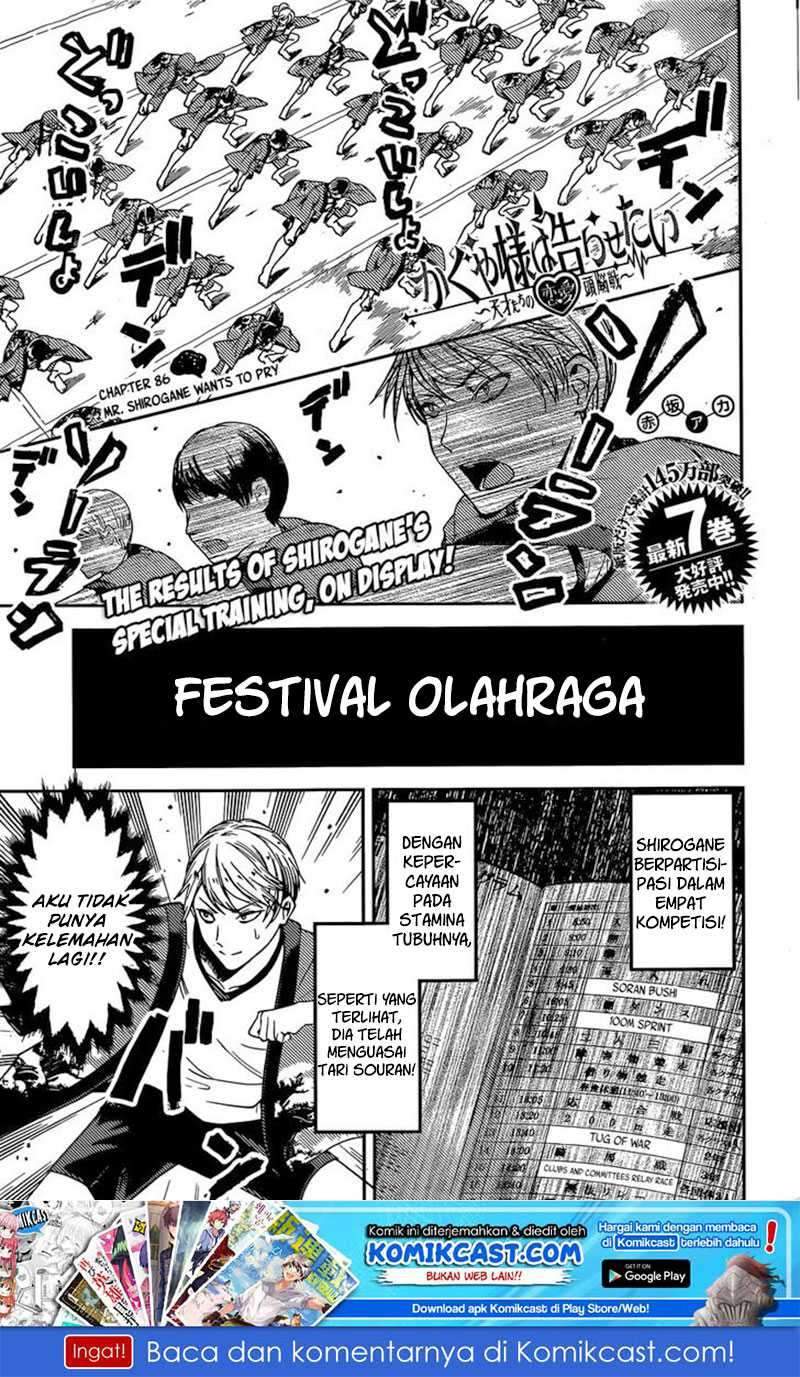 どっこいしょ
どっこいしょ
デン
デン
かぐや様は告らせたい
〜天才たちの恋愛頭脳戦〜
CHAPTER 86
MR. SHIROGANE WANTS TO PRY
赤坂アカ
デン
デン
ソーラン
ソーラン
145万部突破!!
最新7巻
大好評
発売中!!
THE RESULTS OF SHIROGANE'S
SPECIAL TRAINING, ON DISPLAY!
FESTIVAL OLAHRAGA
SHIROGANE
BERPARTISI-
PASI DALAM
EMPAT
KOMPETISI!
DENGAN
KEPER-
CAYAAN
PADA
STAMINA
TUBUHNYA,
SEPERTI YANG
TERLIHAT,
DIA TELAH
MENGUASAI
TARI SOURAN!
SORAN BUSHI
100M SPRINT
TUG OF WAR
CLUBS AND COMMITTEES RELAY RACE
AKU TIDAK
PUNYA
KELEMAHAN
LAGI!!
KOMIKCAST
Komik ini diterjemahkan & diedit oleh
KOMIKCAST.COM
BUKAN WEB LAIN!!
Hargai kami dengan membaca
di Komikcast terlebih dahulu !
GET IT ON
Google Play
Download apk Komikcast di Play Store/Web!
Ingat! Baca dan komentarnya di Komikcast.com!